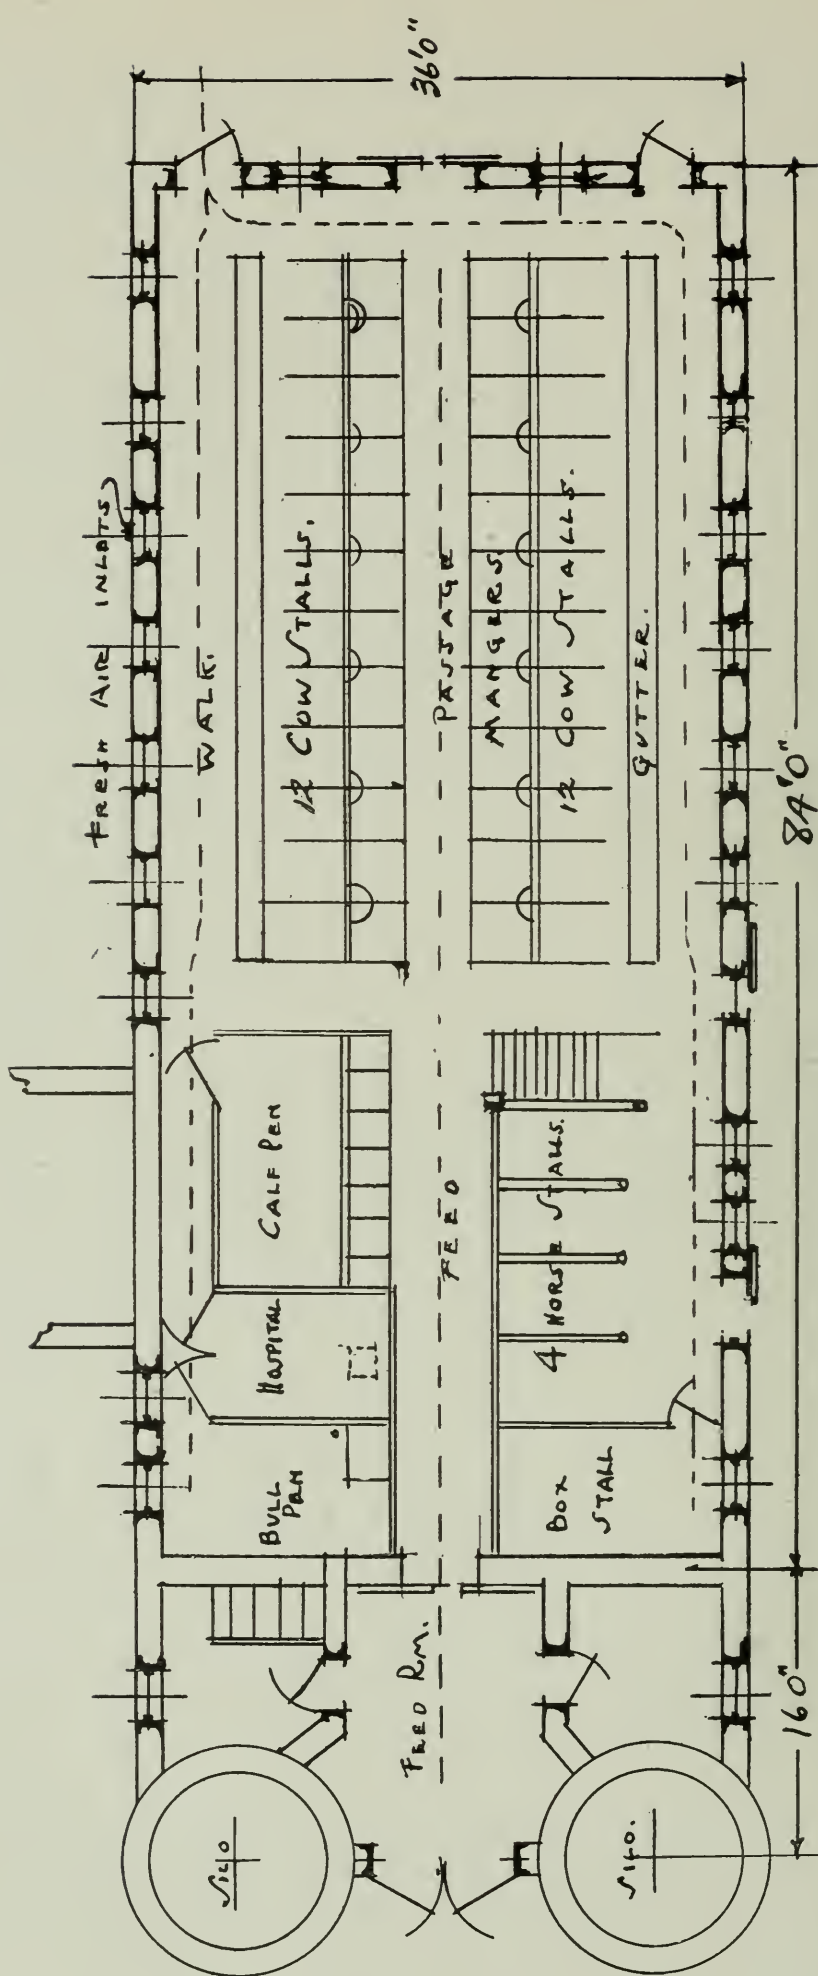 36'0"
FRESH AIR INLETS
WALK.
12 COW STALLS.
PASSAGE
MANGERS.
12 COW STALLS.
GUTTER.
84'0"
CALF PEN
FEED
4 HORSE STALLS.
HOSPITAL
BULL
PEN
BOX
STALL
FEED RM.
16'0"
SILO
SILO.